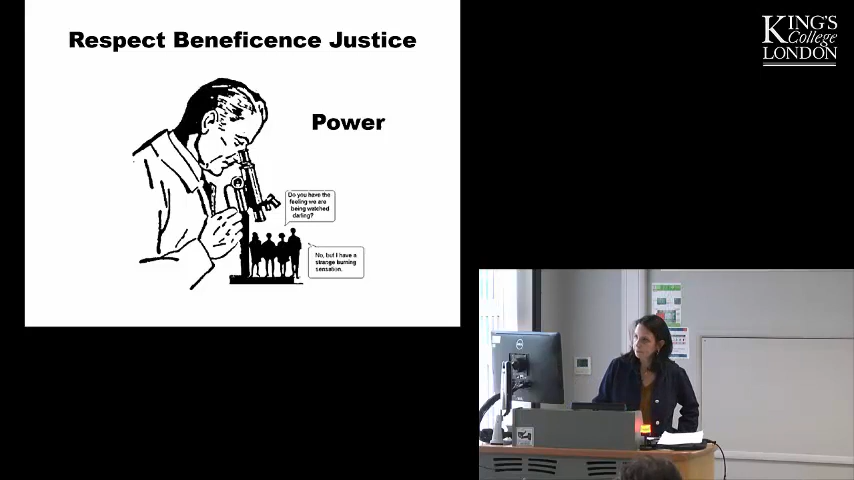 Respect Beneficence Justice
Power
Do you have the
feeling we are
being watched
darling?
No, but I have a
strange burning
sensation.
KING'S
College
LONDON
DELL